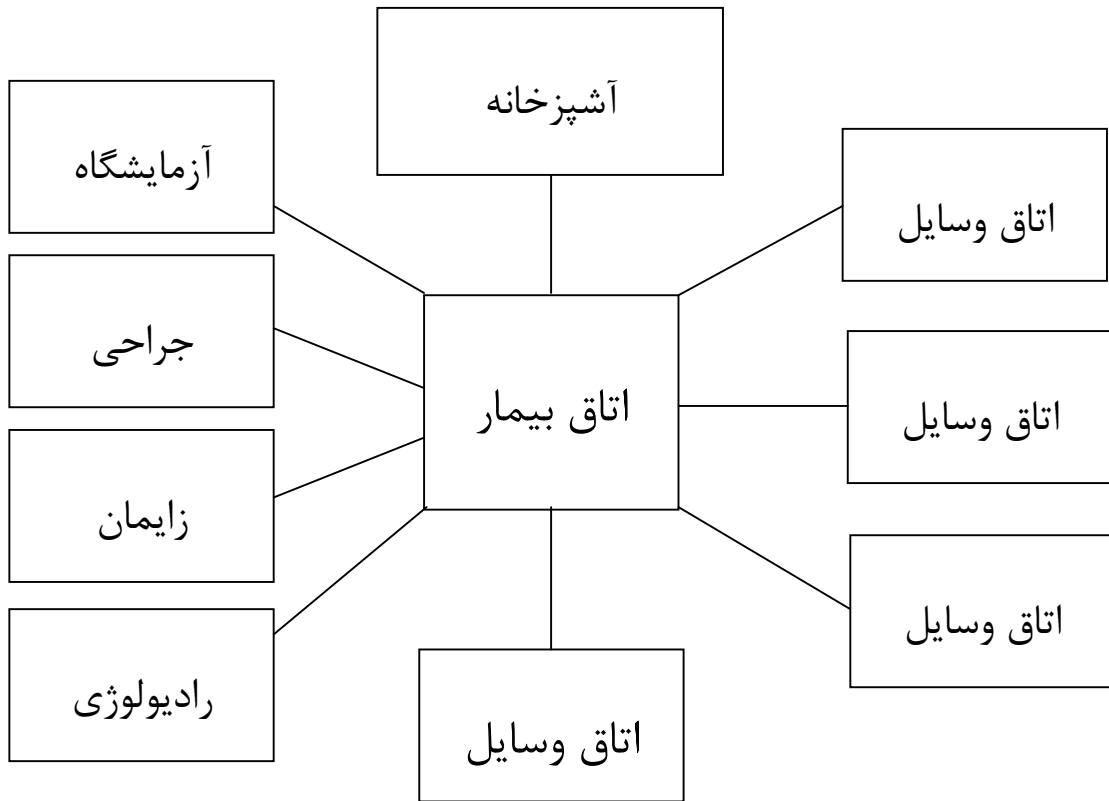 آشپزخانه
آزمایشگاه
اتاق وسایل
جراحی
اتاق بیمار
اتاق وسایل
زایمان
اتاق وسایل
رادیولوژی
اتاق وسایل